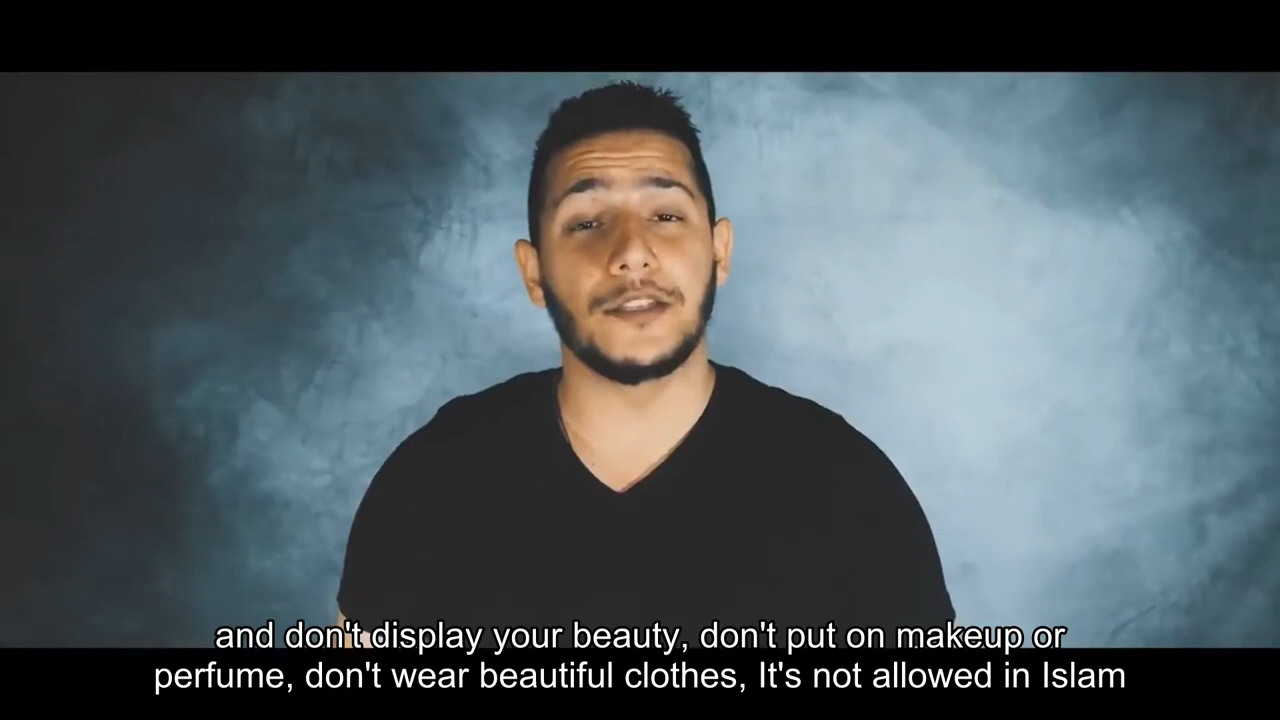 and don't display your beauty, don't put on makeup or
perfume, don't wear beautiful clothes, It's not allowed in Islam